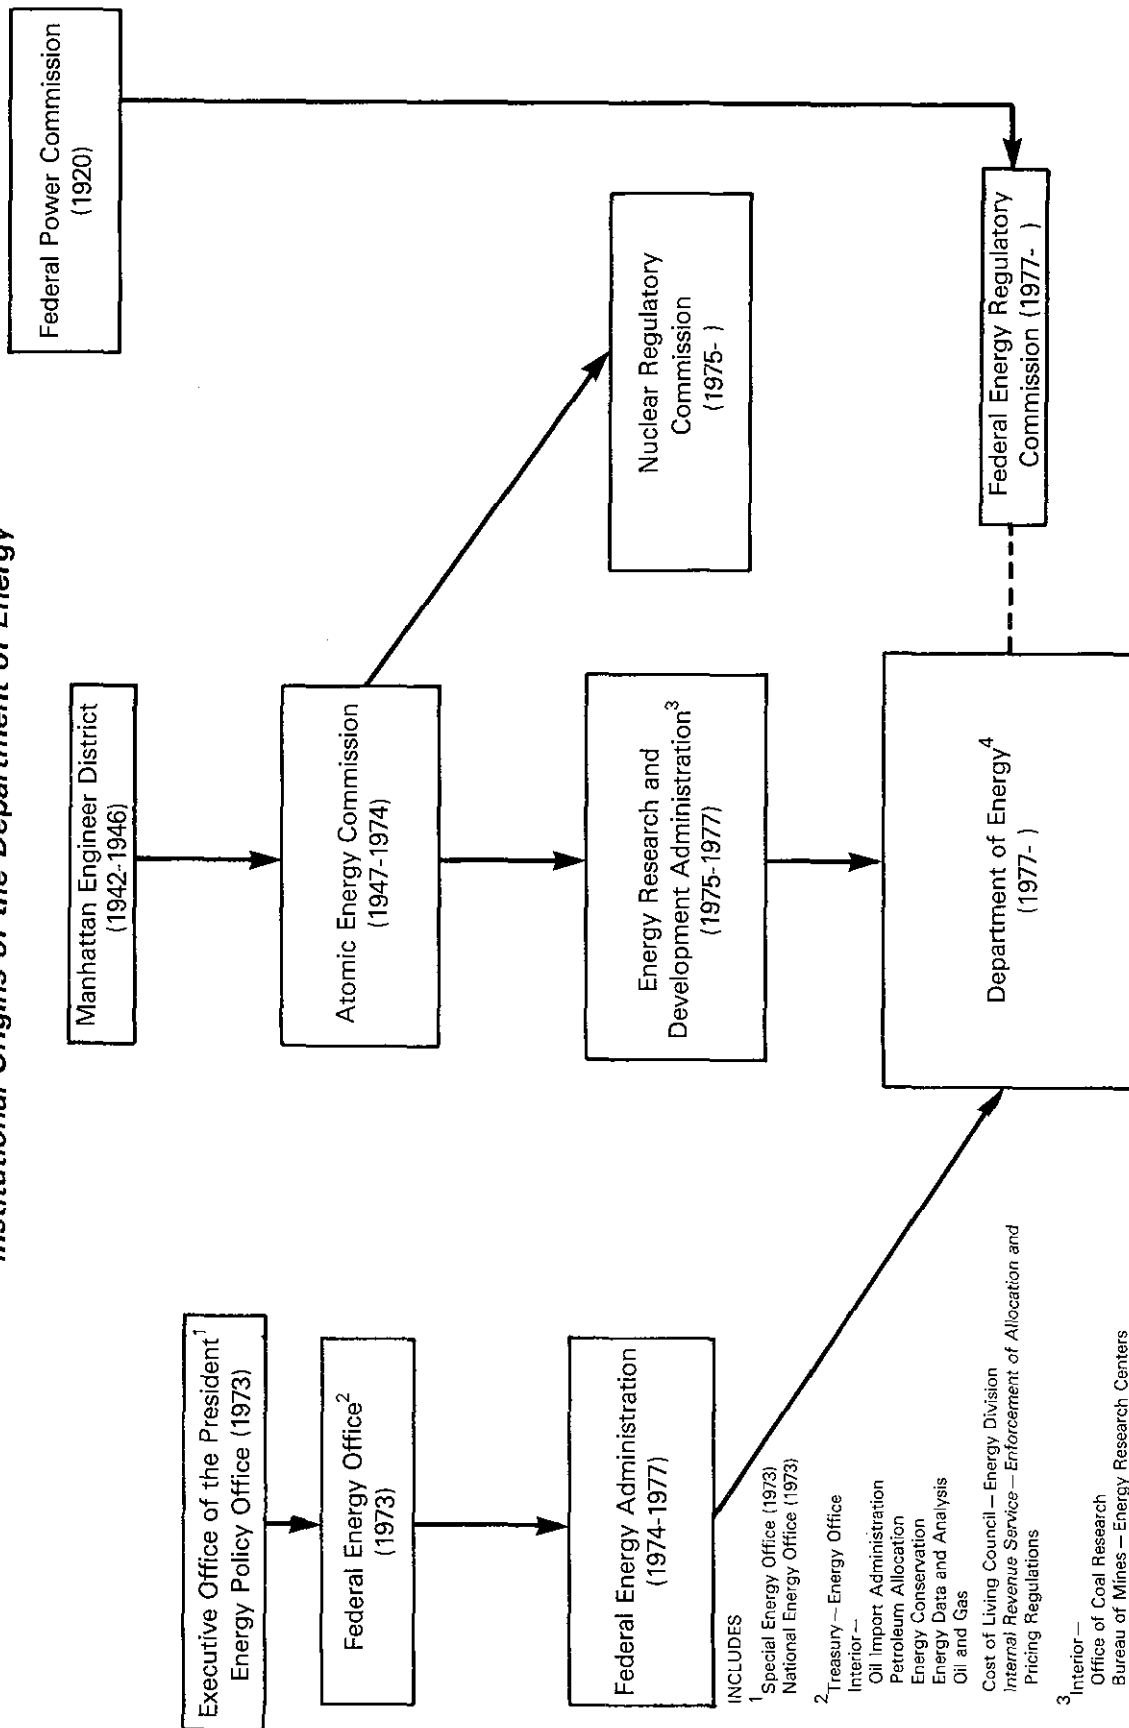 Institutional Origins of the Department of Energy
Executive Office of the President¹
Energy Policy Office (1973)
Federal Energy Office²
(1973)
Federal Energy Administration
(1974-1977)
Manhattan Engineer District
(1942-1946)
Atomic Energy Commission
(1947-1974)
Energy Research and
Development Administration³
(1975-1977)
Department of Energy⁴
(1977- )
Federal Power Commission
(1920)
Nuclear Regulatory
Commission
(1975- )
Federal Energy Regulatory
Commission (1977- )
INCLUDES
¹Special Energy Office (1973)
National Energy Office (1973)
²Treasury—Energy Office
Interior—
Oil Import Administration
Petroleum Allocation
Energy Conservation
Energy Data and Analysis
Oil and Gas
Cost of Living Council—Energy Division
Internal Revenue Service—Enforcement of Allocation and
Pricing Regulations
³Interior—
Office of Coal Research
Bureau of Mines—Energy Research Centers